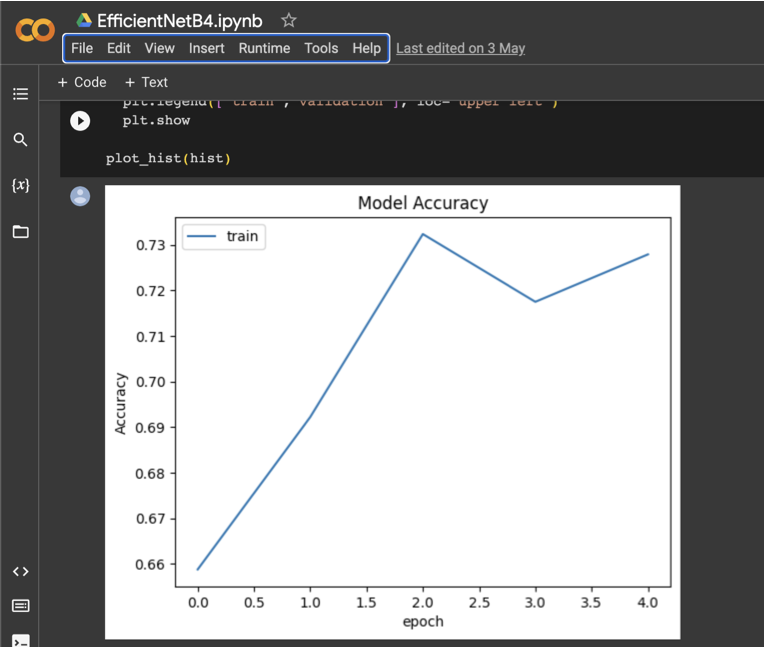 EfficientNetB4.ipynb
File Edit View Insert Runtime Tools Help Last edited on 3 May
+ Code + Text
plt.legend(['train', 'validation'], loc='upper left')
plt.show
plot_hist(hist)
{x}
Model Accuracy
train
Accuracy
0.73
0.72
0.71
0.70
0.69
0.68
0.67
0.66
0.0 0.5 1.0 1.5 2.0 2.5 3.0 3.5 4.0
epoch